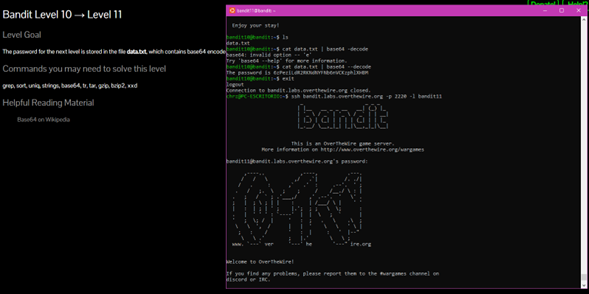 [Donate!] [Help!?]
Bandit Level 10 → Level 11
Level Goal
The password for the next level is stored in the file data.txt, which contains base64 encode
Commands you may need to solve this level
grep, sort, uniq, strings, base64, tr, tar, gzip, bzip2, xxd
Helpful Reading Material
Base64 on Wikipedia
bandit11@bandit: ~
Enjoy your stay!
bandit10@bandit:~$ ls
data.txt
bandit10@bandit:~$ cat data.txt | base64 -decode
base64: invalid option -- 'e'
Try 'base64 --help' for more information.
bandit10@bandit:~$ cat data.txt | base64 --decode
The password is
bandit10@bandit:~$ exit
logout
Connection to bandit.labs.overthewire.org closed.
ssh bandit.labs.overthewire.org -p 2220 -l bandit11
This is an OverTheWire game server.
More information on http://www.overthewire.org/wargames
bandit11@bandit.labs.overthewire.org's password:
www. ver he ire.org
Welcome to OverTheWire!
If you find any problems, please report them to the #wargames channel on
discord or IRC.